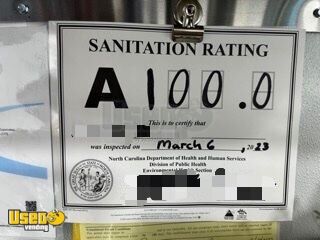 SANITATION RATING
A 100.0
This is to certify that
was inspected on March 6, 2023
North Carolina Department of Health and Human Services
Division of Public Health
Environmental Health Section
USED
vending